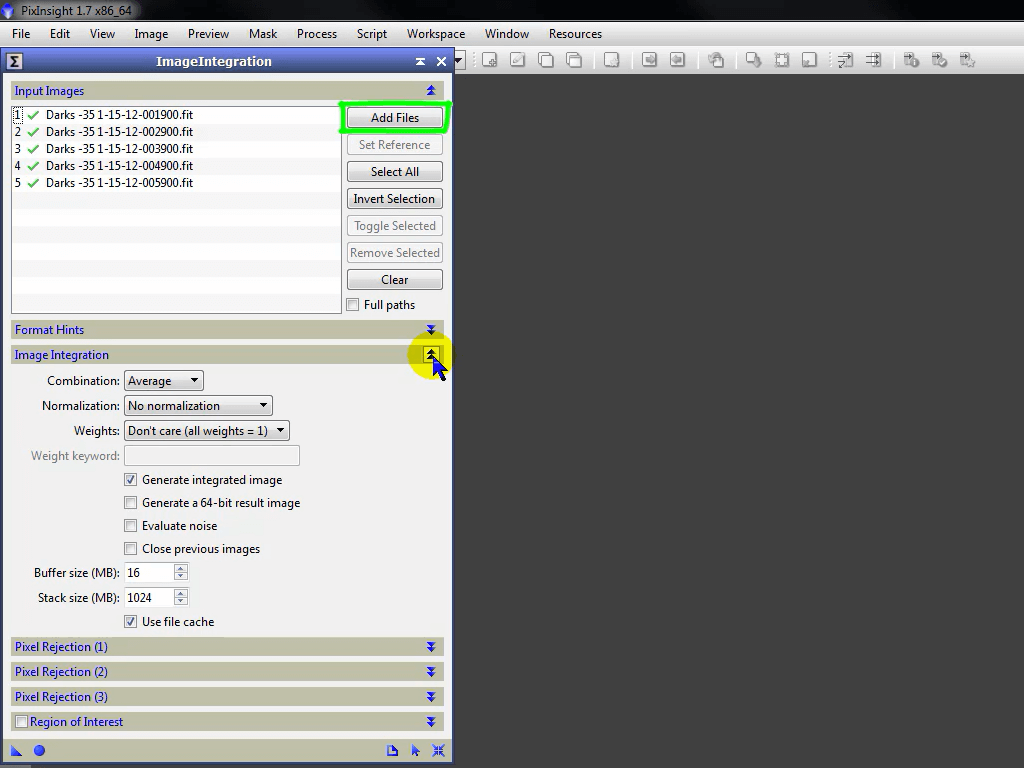 PixInsight 1.7 x86_64
File Edit View Image Preview Mask Process Script Workspace Window Resources
Σ ImageIntegration
Input Images
1 Darks -35 1-15-12-001900.fit
2 Darks -35 1-15-12-002900.fit
3 Darks -35 1-15-12-003900.fit
4 Darks -35 1-15-12-004900.fit
5 Darks -35 1-15-12-005900.fit
Add Files
Set Reference
Select All
Invert Selection
Toggle Selected
Remove Selected
Clear
Full paths
Format Hints
Image Integration
Combination: Average
Normalization: No normalization
Weights: Don't care (all weights = 1)
Weight keyword:
Generate integrated image
Generate a 64-bit result image
Evaluate noise
Close previous images
Buffer size (MB): 16
Stack size (MB): 1024
Use file cache
Pixel Rejection (1)
Pixel Rejection (2)
Pixel Rejection (3)
Region of Interest